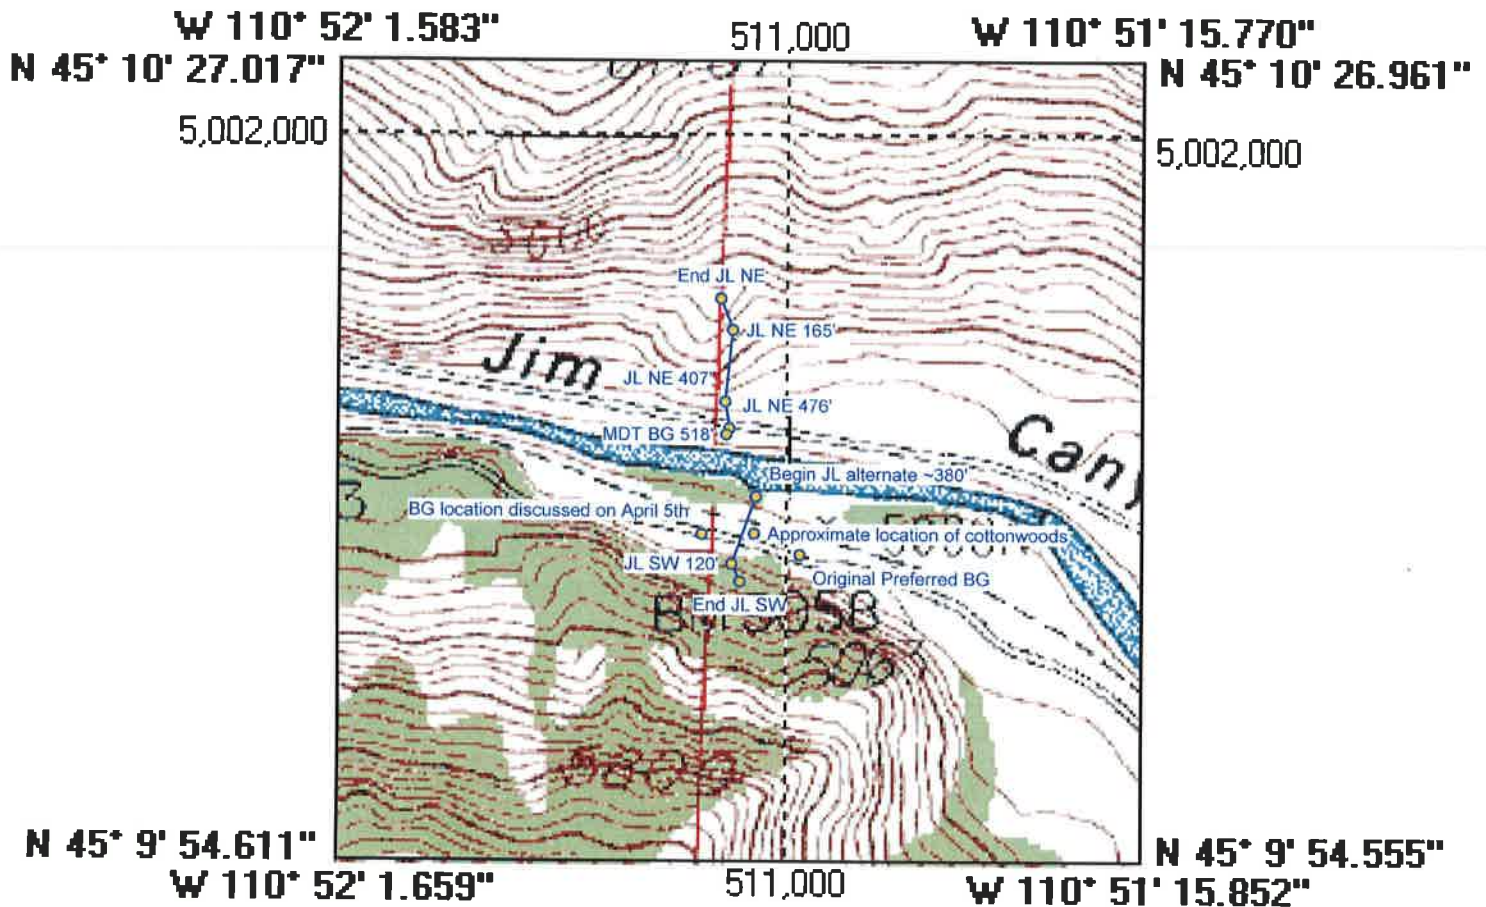 W 110° 52' 1.583"
511,000
W 110° 51' 15.770"
N 45° 10' 27.017"
N 45° 10' 26.961"
5,002,000
5,002,000
End JL NE
JL NE 165'
Jim
JL NE 407'
JL NE 476'
Cany
MDT BG 518'
Begin JL alternate ~380'
3
BG location discussed on April 5th
Approximate location of cottonwoods
JL SW 120'
Original Preferred BG
End JL SW
BM 5058
N 45° 9' 54.611"
N 45° 9' 54.555"
W 110° 52' 1.659"
511,000
W 110° 51' 15.852"